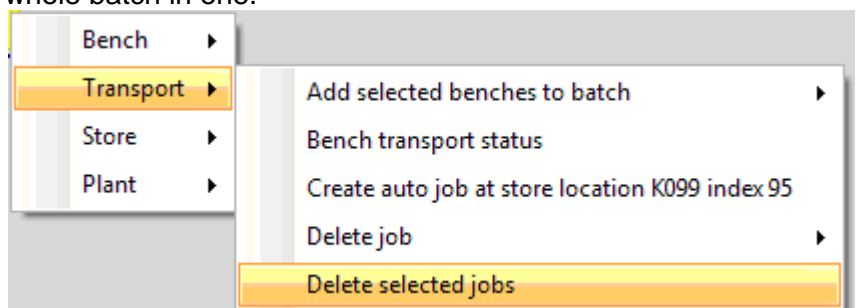 whole batch in one.
Bench
Transport
Add selected benches to batch
Store
Bench transport status
Plant
Create auto job at store location K099 index 95
Delete job
Delete selected jobs